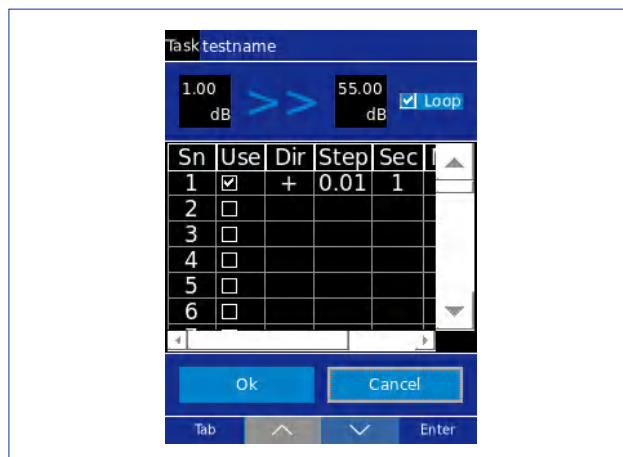 Task testname
1.00 dB >> 55.00 dB Loop
Sn Use Dir Step Sec
1 + 0.01 1
2
3
4
5
6
Ok Cancel
Tab Enter